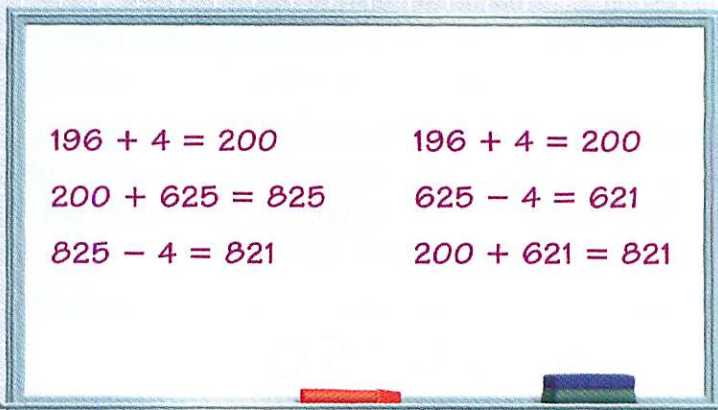 196 + 4 = 200
200 + 625 = 825
825 − 4 = 821
196 + 4 = 200
625 − 4 = 621
200 + 621 = 821